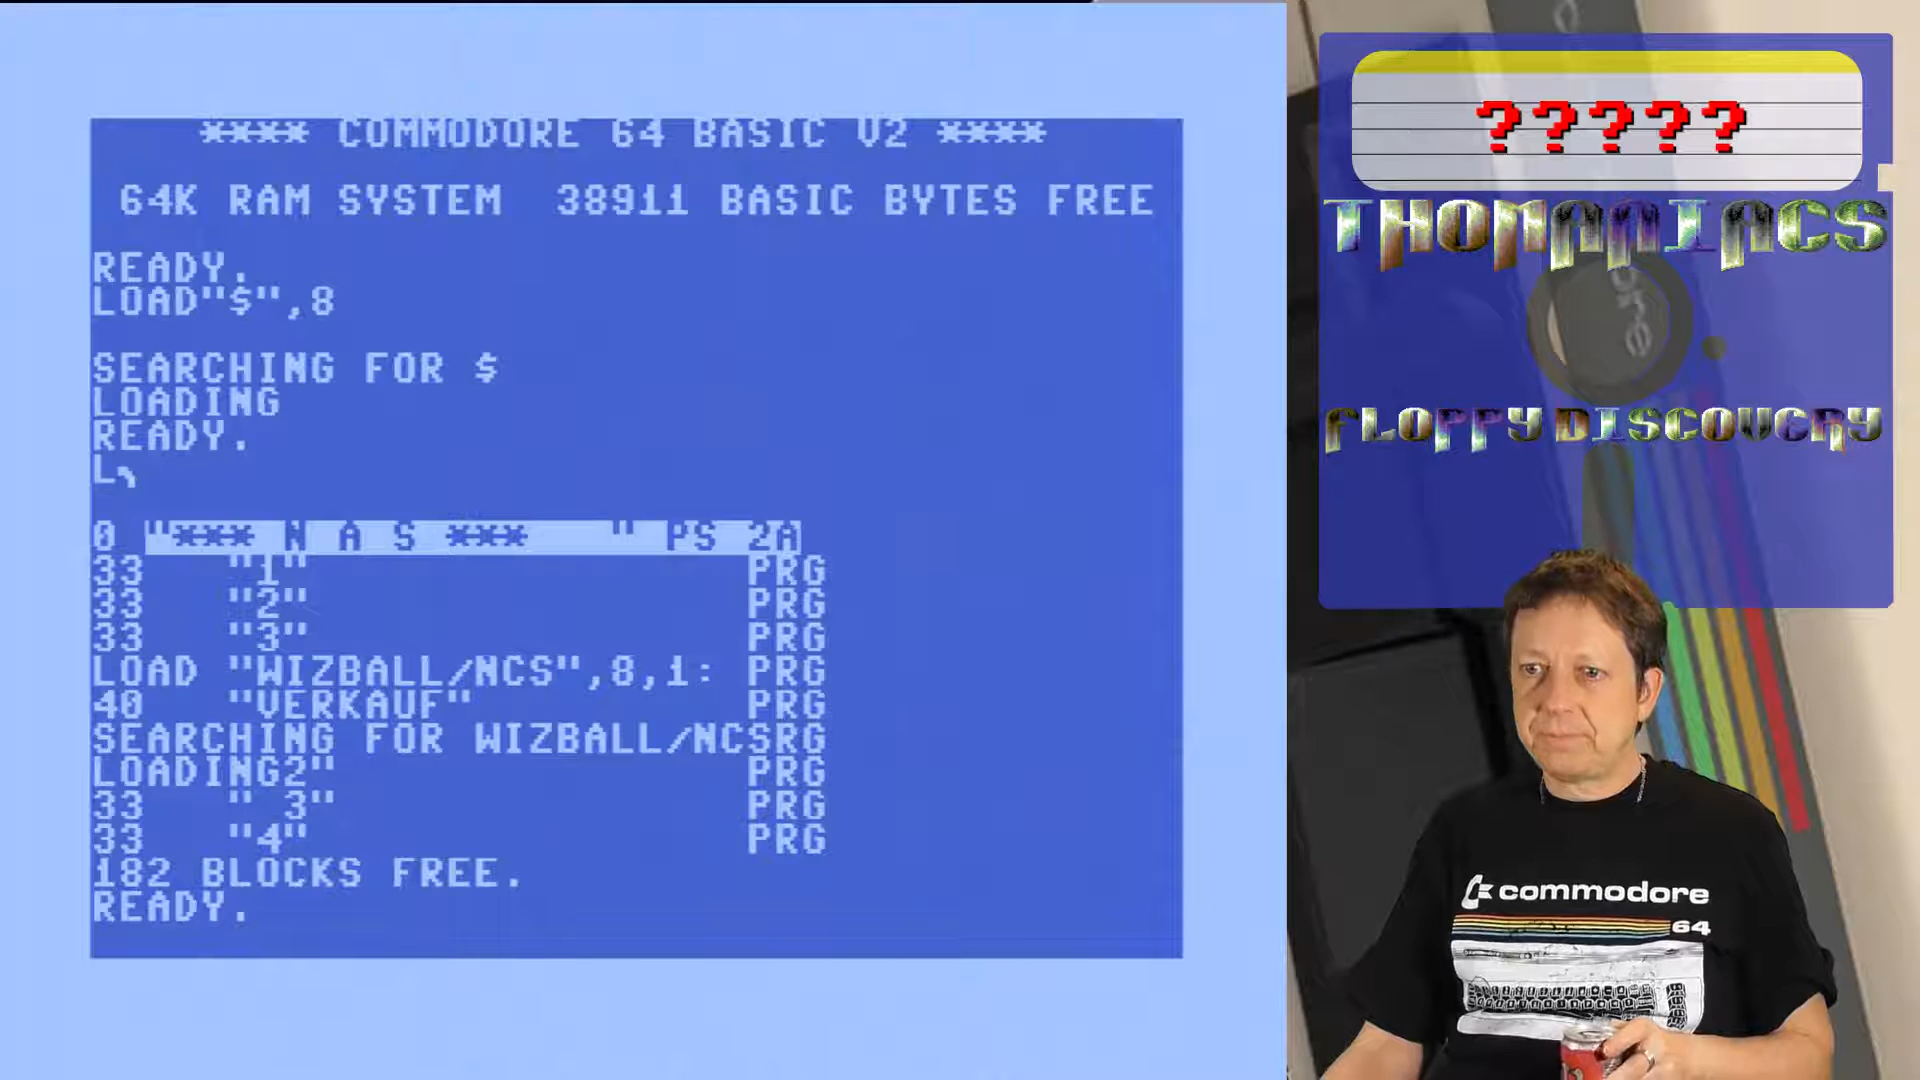 **** COMMODORE 64 BASIC V2 ****
64K RAM SYSTEM 38911 BASIC BYTES FREE
READY.
LOAD"$",8
SEARCHING FOR $
LOADING
READY.
L
0 "*** N A S *** " PS 2A
33 "1" PRG
33 "2" PRG
33 "3" PRG
LOAD "WIZBALL/NCS",8,1: PRG
40 "VERKAUF" PRG
SEARCHING FOR WIZBALL/NCSRG
LOADING2" PRG
33 " 3" PRG
33 "4" PRG
182 BLOCKS FREE.
READY.
?????
THOMANIACS
FLOPPY DISCOVERY
commodore
64